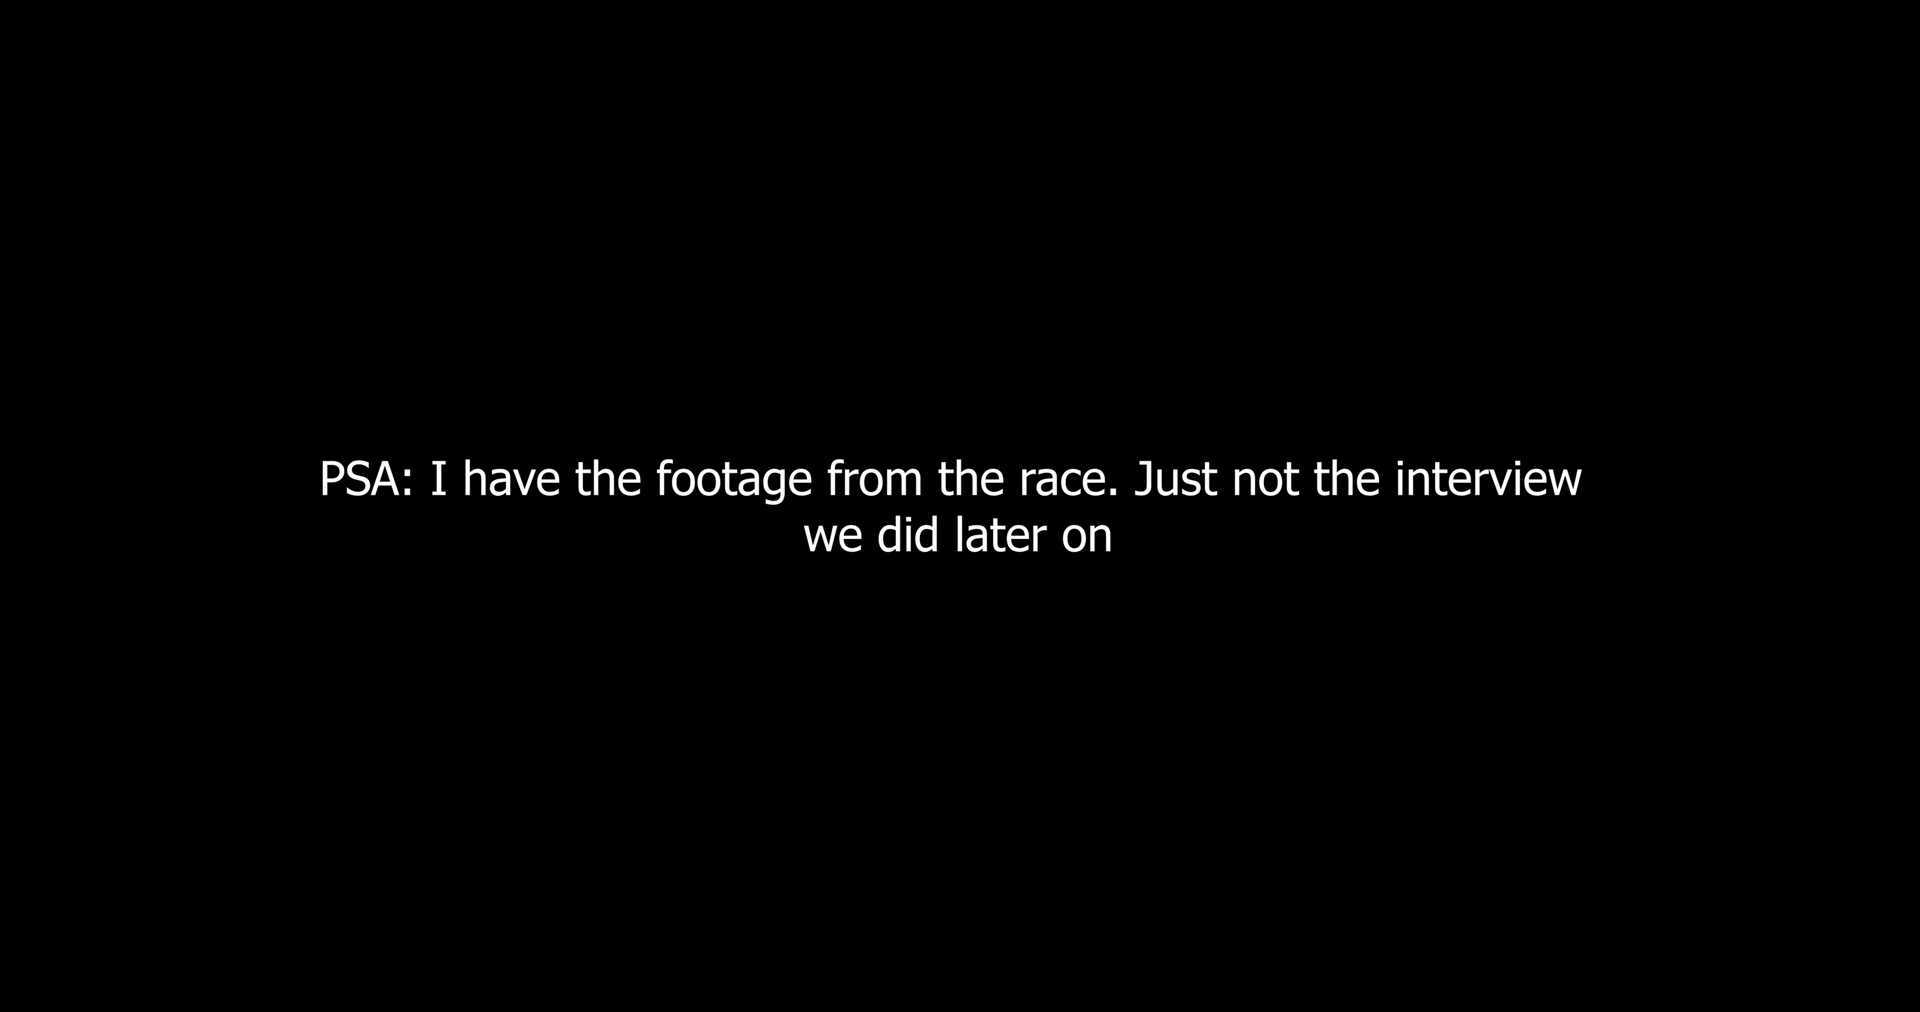 PSA: I have the footage from the race. Just not the interview
we did later on